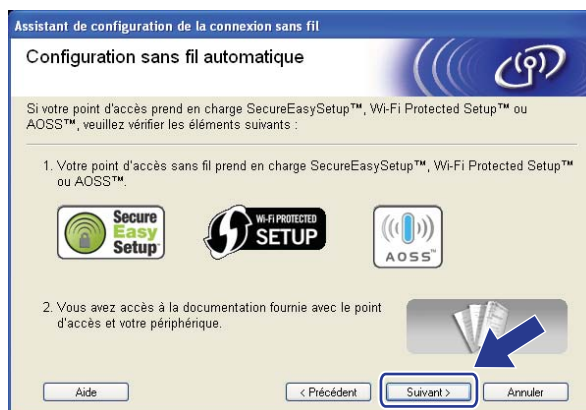 Assistant de configuration de la connexion sans fil
Configuration sans fil automatique
Si votre point d'accès prend en charge SecureEasySetup™, Wi-Fi Protected Setup™ ou
AOSS™, veuillez vérifier les éléments suivants :
1. Votre point d'accès sans fil prend en charge SecureEasySetup™, Wi-Fi Protected Setup™
ou AOSS™.
Secure
Easy
Setup™
WI-FI PROTECTED
SETUP
AOSS™
2. Vous avez accès à la documentation fournie avec le point
d'accès et votre périphérique.
Aide
< Précédent
Suivant >
Annuler